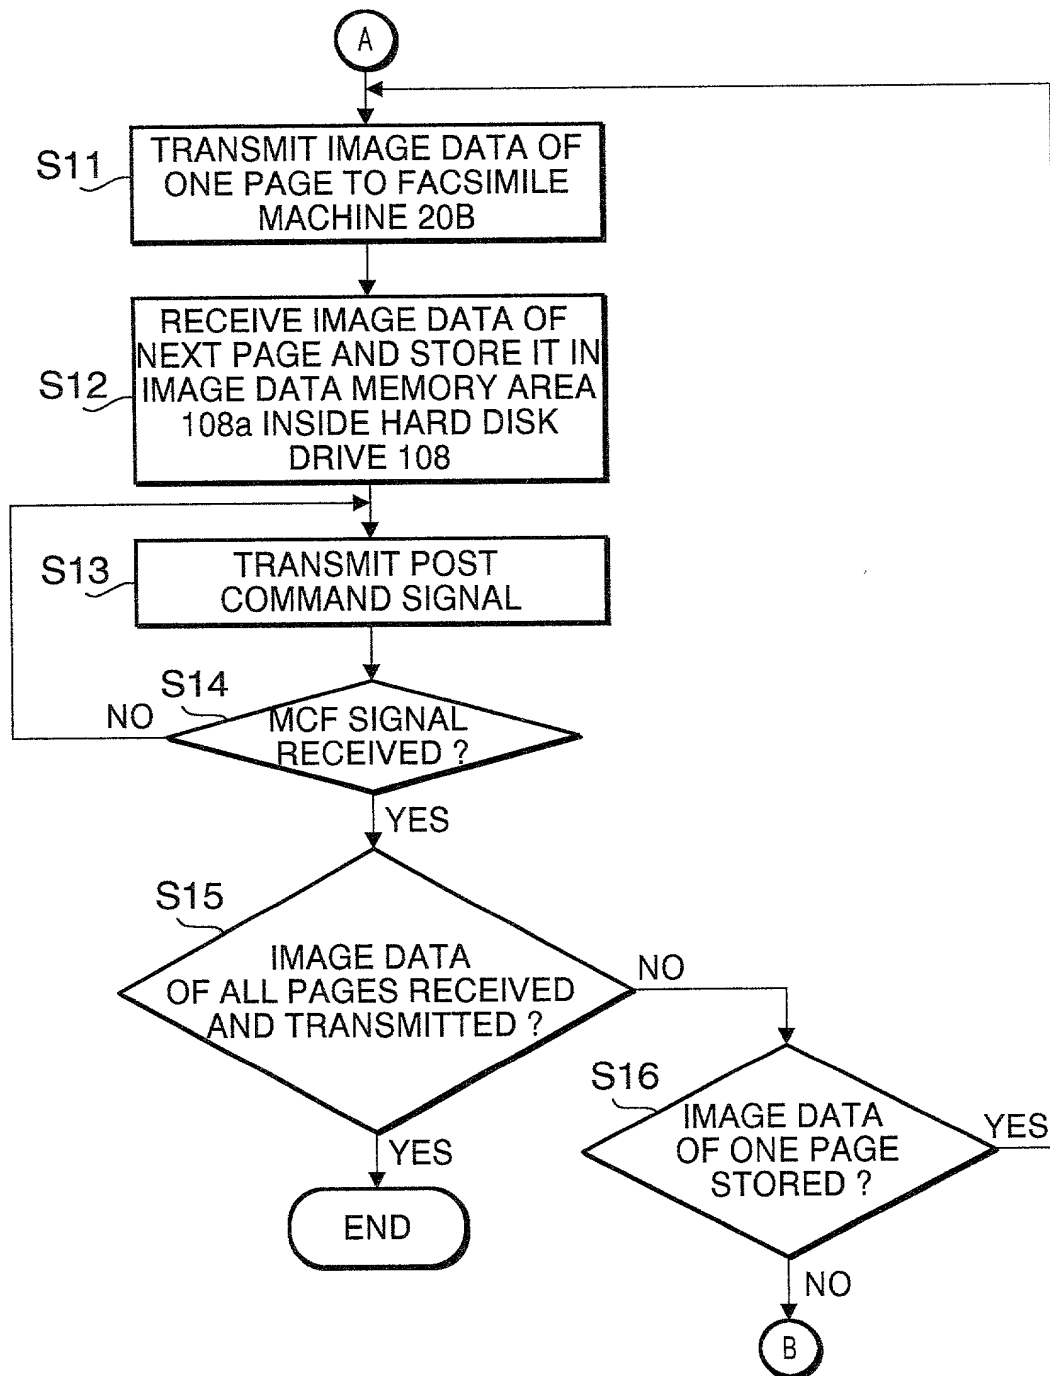 A
S11
TRANSMIT IMAGE DATA OF
ONE PAGE TO FACSIMILE
MACHINE 20B
S12
RECEIVE IMAGE DATA OF
NEXT PAGE AND STORE IT IN
IMAGE DATA MEMORY AREA
108a INSIDE HARD DISK
DRIVE 108
S13
TRANSMIT POST
COMMAND SIGNAL
S14
NO
MCF SIGNAL
RECEIVED ?
YES
S15
IMAGE DATA
OF ALL PAGES RECEIVED
AND TRANSMITTED ?
NO
YES
END
S16
IMAGE DATA
OF ONE PAGE
STORED ?
YES
NO
B